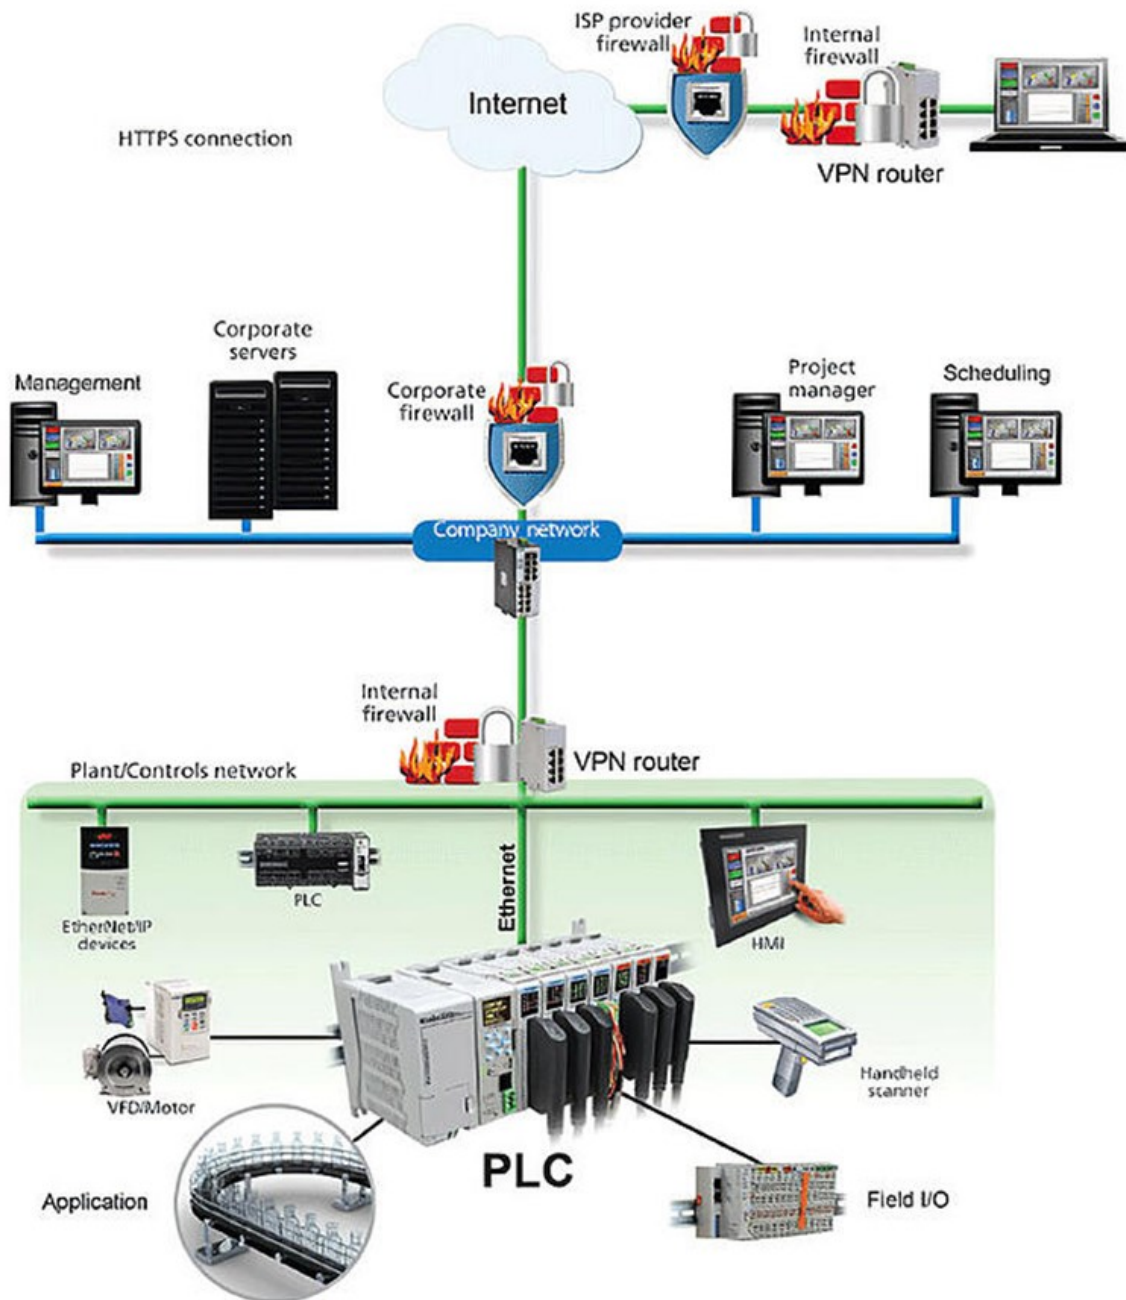 ISP provider
firewall
Internal
firewall
Internet
HTTPS connection
VPN router
Corporate
servers
Management
Corporate
firewall
Project
manager
Scheduling
Company network
Internal
firewall
VPN router
Plant/Controls network
Ethernet
EtherNet/IP
devices
PLC
HMI
VFD/Motor
Handheld
scanner
PLC
Application
Field I/O